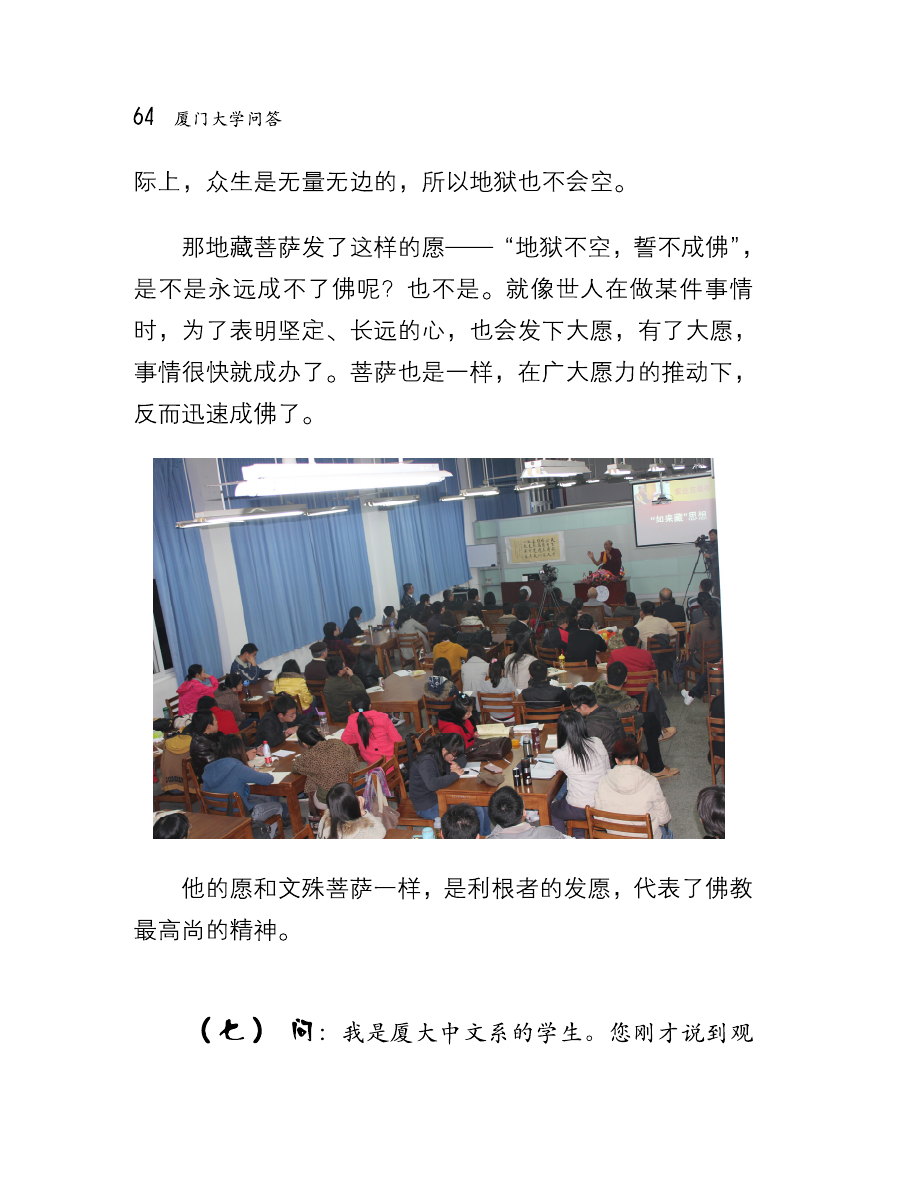 64 厦门大学问答
际上，众生是无量无边的，所以地狱也不会空。
那地藏菩萨发了这样的愿——“地狱不空，誓不成佛”，
是不是永远成不了佛呢？也不是。就像世人在做某件事情
时，为了表明坚定、长远的心，也会发下大愿，有了大愿，
事情很快就成办了。菩萨也是一样，在广大愿力的推动下，
反而迅速成佛了。
“如来藏”思想
他的愿和文殊菩萨一样，是利根者的发愿，代表了佛教
最高尚的精神。
（七） 问：我是厦大中文系的学生。您刚才说到观